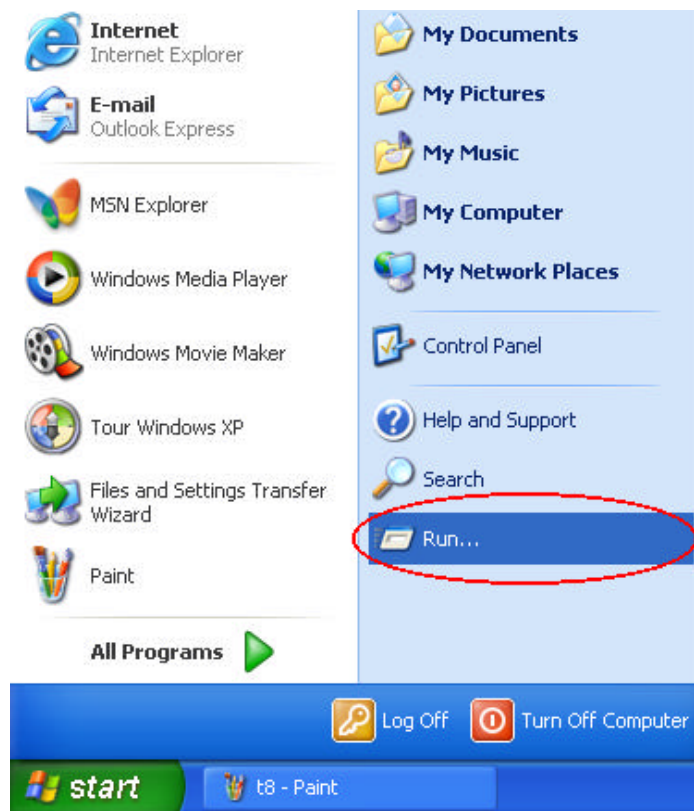 Internet
Internet Explorer
E-mail
Outlook Express
MSN Explorer
Windows Media Player
Windows Movie Maker
Tour Windows XP
Files and Settings Transfer
Wizard
Paint
All Programs
My Documents
My Pictures
My Music
My Computer
My Network Places
Control Panel
Help and Support
Search
Run...
Log Off
Turn Off Computer
start
t8 - Paint